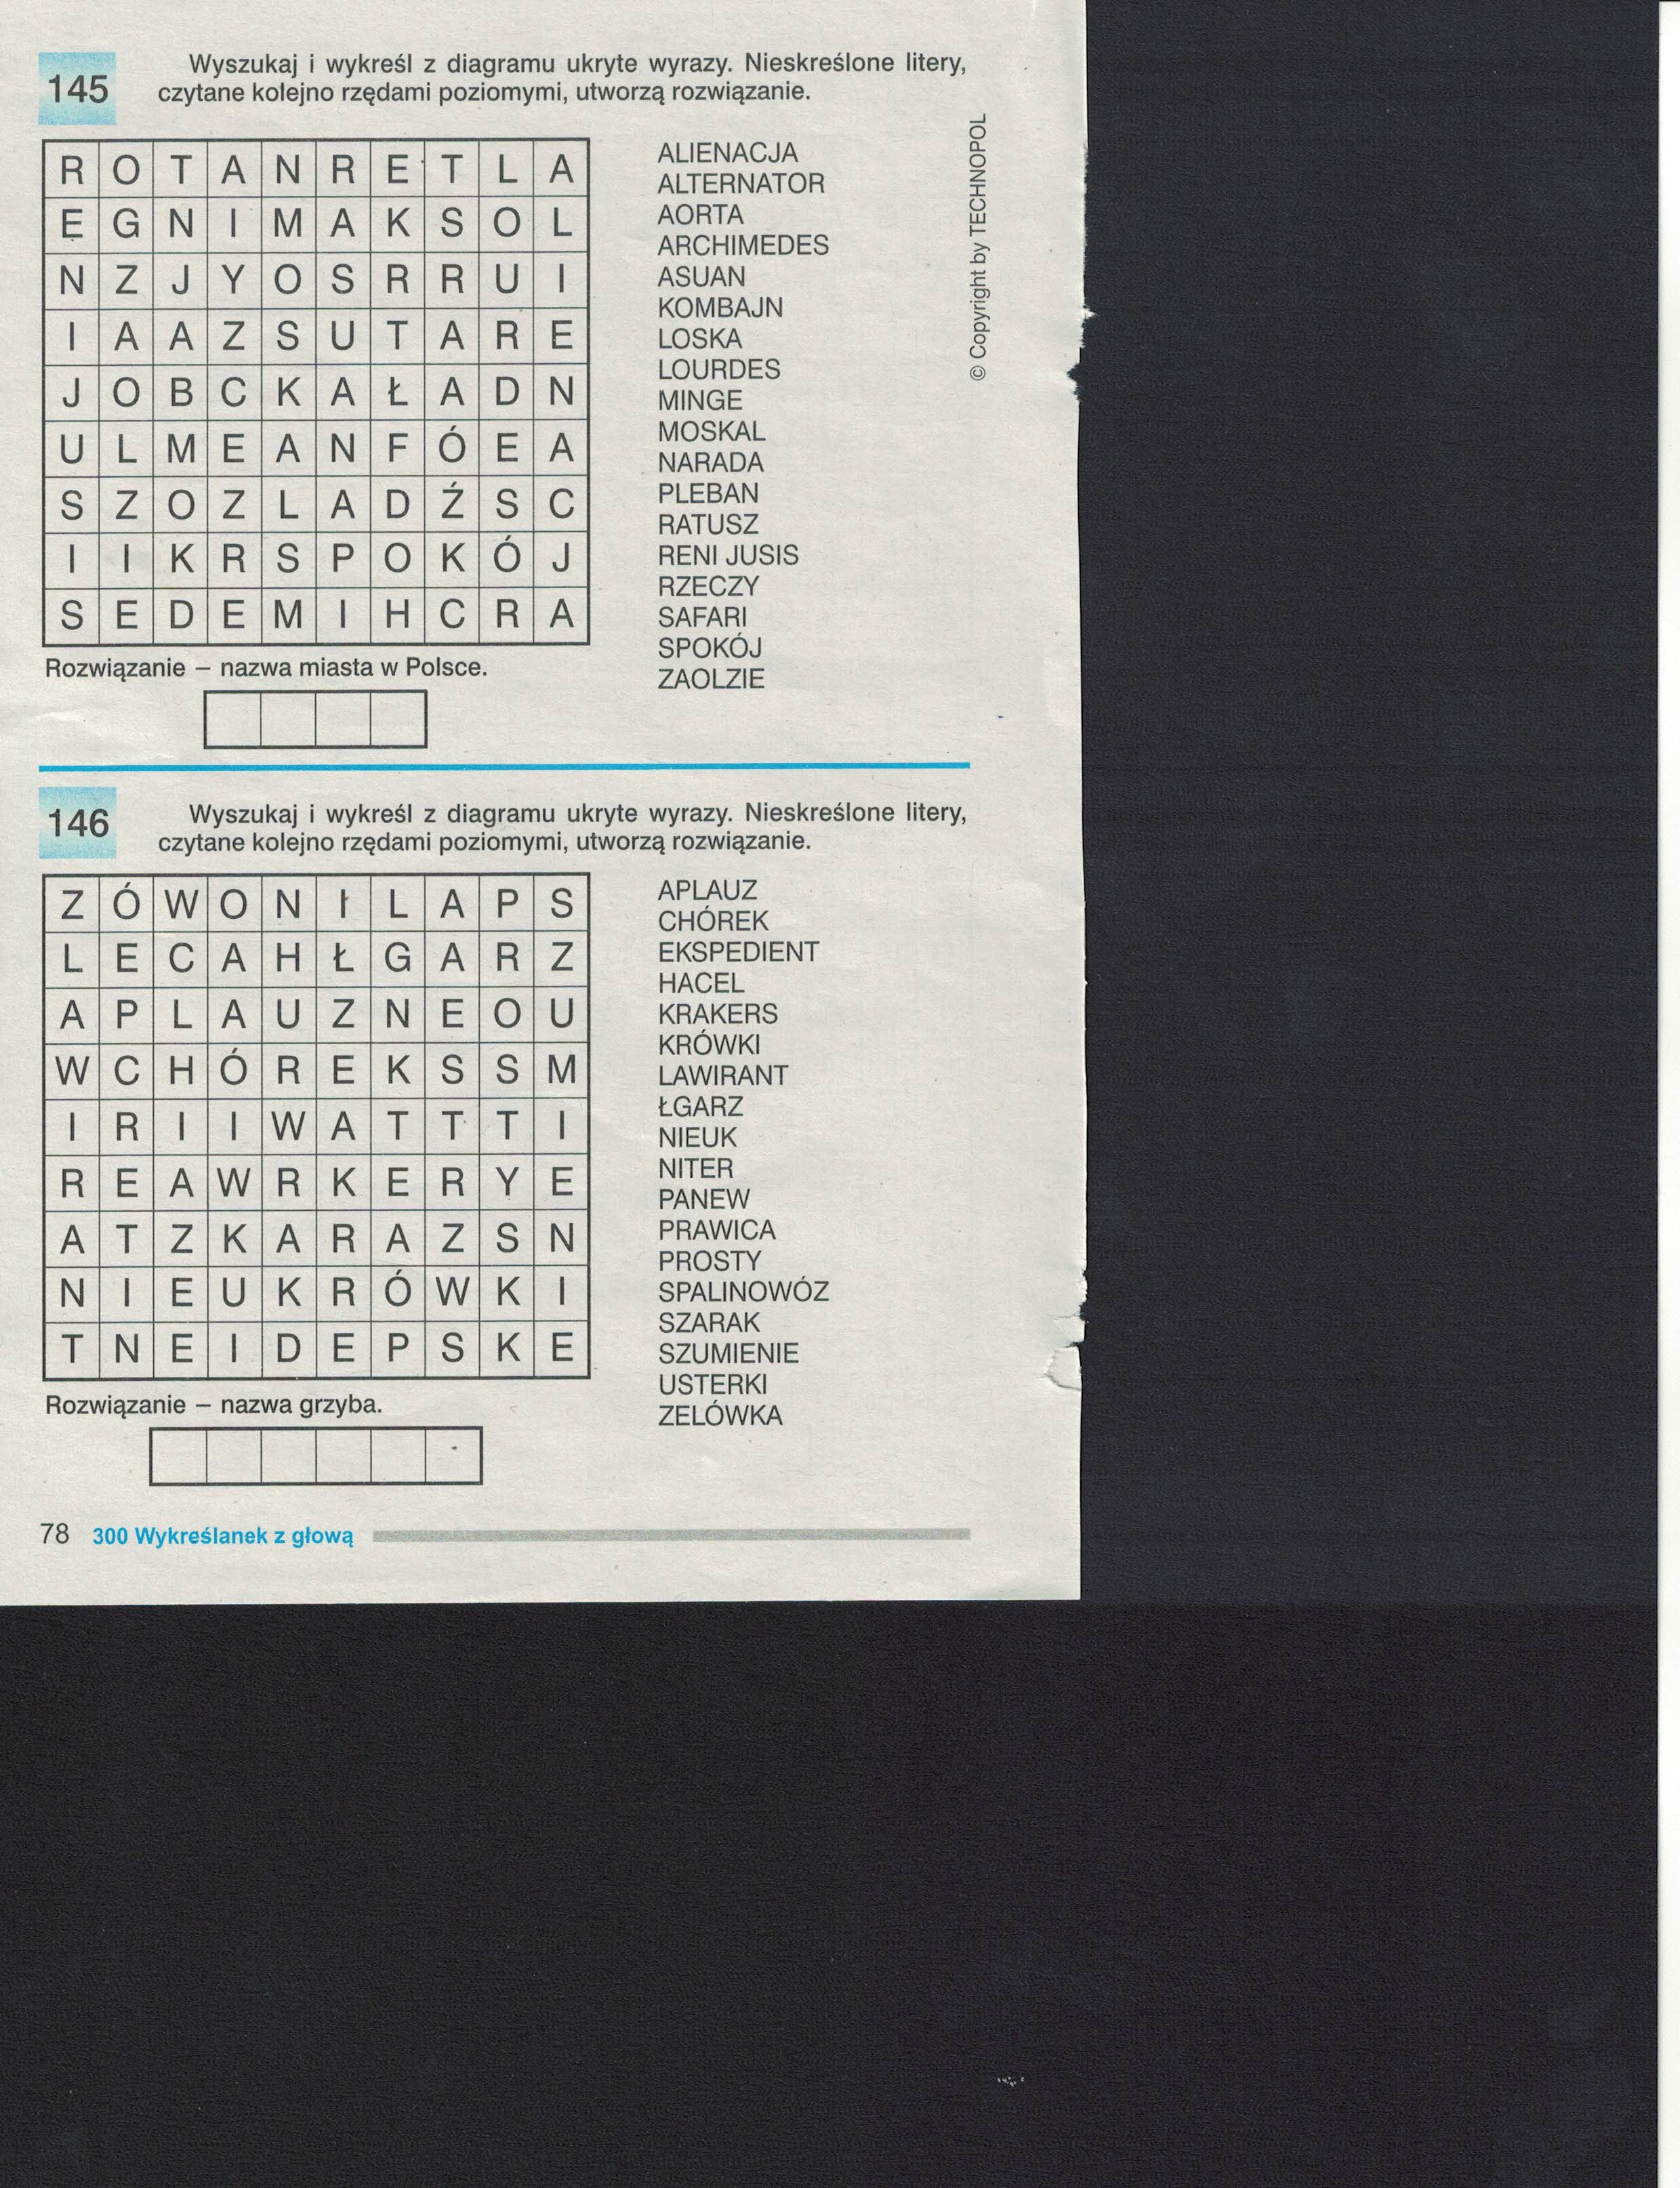 145
Wyszukaj i wykreśl z diagramu ukryte wyrazy. Nieskreślone litery,
czytane kolejno rzędami poziomymi, utworzą rozwiązanie.
R O T A N R E T L A
E G N I M A K S O L
N Z J Y O S R R U I
I A A Z S U T A R E
J O B C K A Ł A D N
U L M E A N F Ó E A
S Z O Z L A D Ź S C
I I K R S P O K Ó J
S E D E M I H C R A
Rozwiązanie – nazwa miasta w Polsce.
ALIENACJA
ALTERNATOR
AORTA
ARCHIMEDES
ASUAN
KOMBAJN
LOSKA
LOURDES
MINGE
MOSKAL
NARADA
PLEBAN
RATUSZ
RENI JUSIS
RZECZY
SAFARI
SPOKÓJ
ZAOLZIE
© Copyright by TECHNOPOL
146
Wyszukaj i wykreśl z diagramu ukryte wyrazy. Nieskreślone litery,
czytane kolejno rzędami poziomymi, utworzą rozwiązanie.
Z Ó W O N I L A P S
L E C A H Ł G A R Z
A P L A U Z N E O U
W C H Ó R E K S S M
I R I I W A T T T I
R E A W R K E R Y E
A T Z K A R A Z S N
N I E U K R Ó W K I
T N E I D E P S K E
Rozwiązanie – nazwa grzyba.
APLAUZ
CHÓREK
EKSPEDIENT
HACEL
KRAKERS
KRÓWKI
LAWIRANT
ŁGARZ
NIEUK
NITER
PANEW
PRAWICA
PROSTY
SPALINOWÓZ
SZARAK
SZUMIENIE
USTERKI
ZELÓWKA
78 300 Wykreślanek z głową